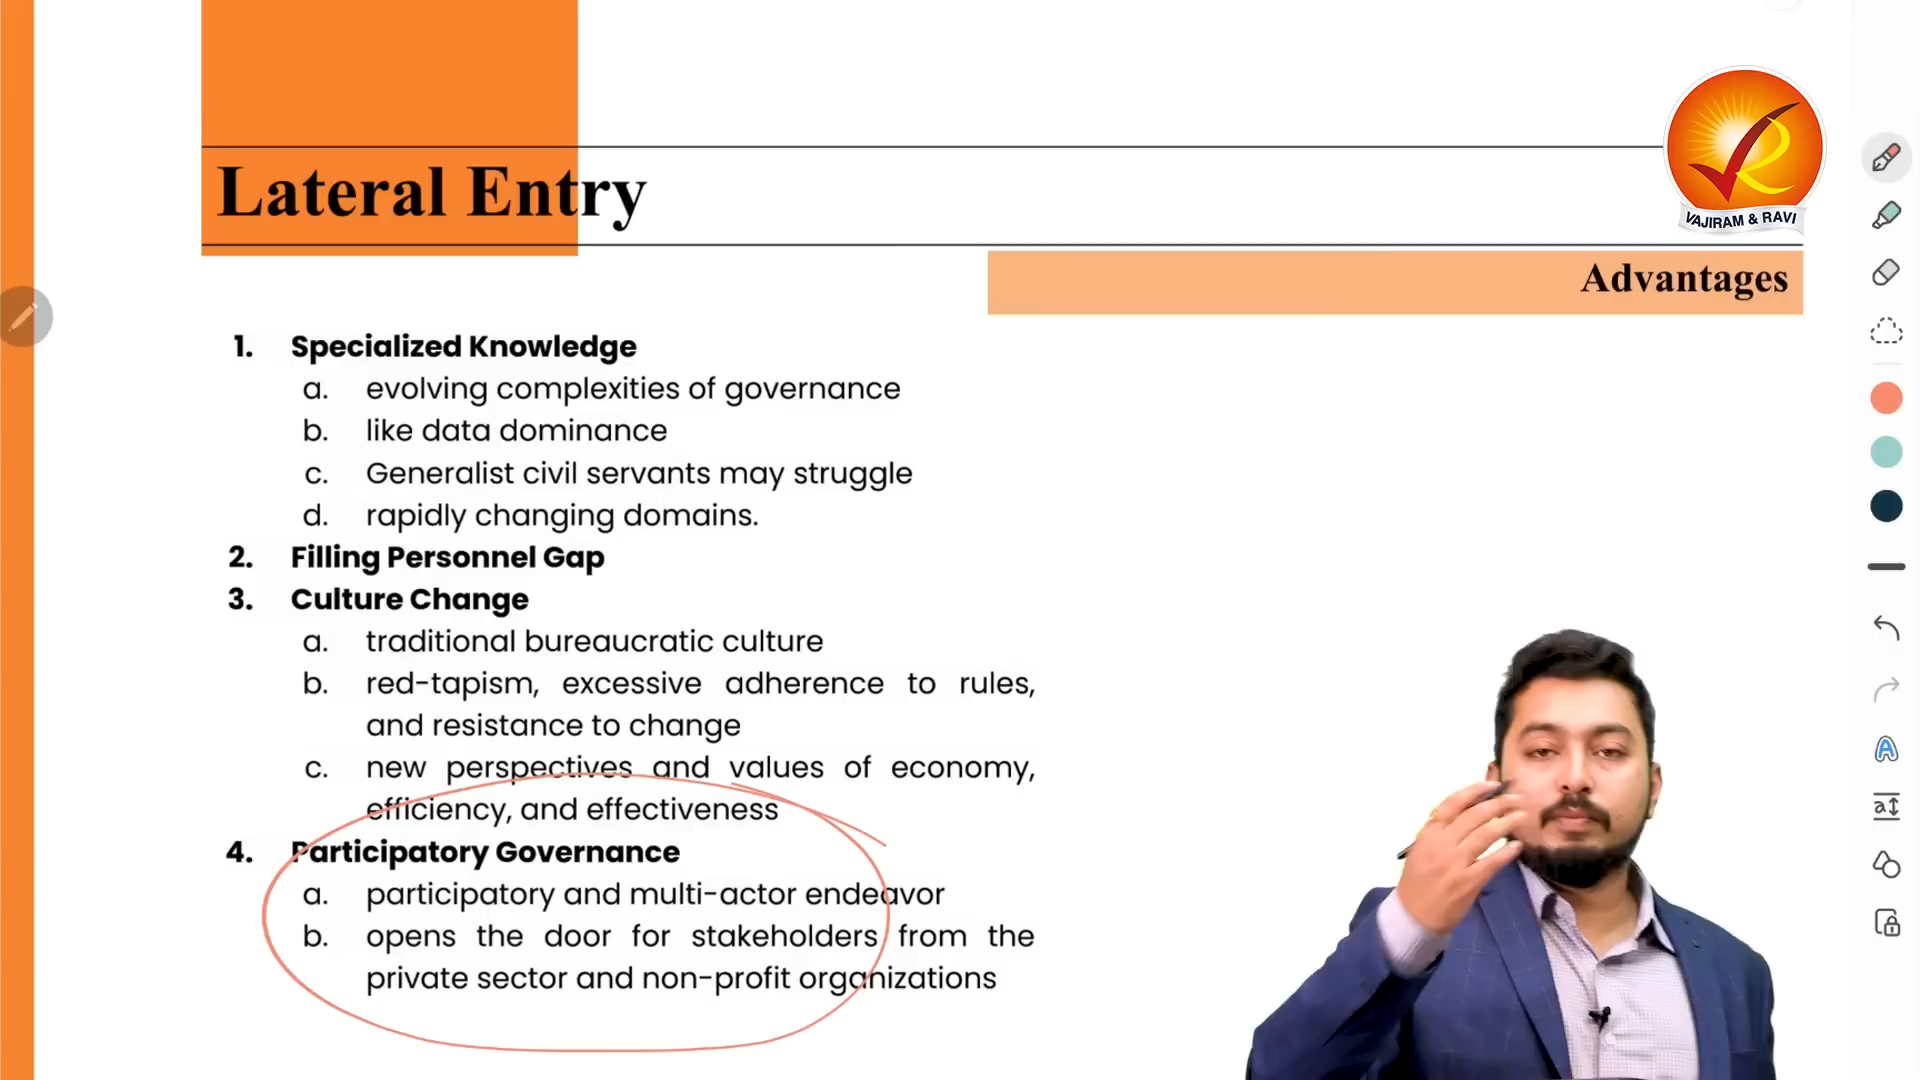 VAJIRAM & RAVI
Lateral Entry
Advantages
1. Specialized Knowledge
a. evolving complexities of governance
b. like data dominance
c. Generalist civil servants may struggle
d. rapidly changing domains.
2. Filling Personnel Gap
3. Culture Change
a. traditional bureaucratic culture
b. red-tapism, excessive adherence to rules,
and resistance to change
c. new perspectives and values of economy,
efficiency, and effectiveness
4. Participatory Governance
a. participatory and multi-actor endeavor
b. opens the door for stakeholders from the
private sector and non-profit organizations